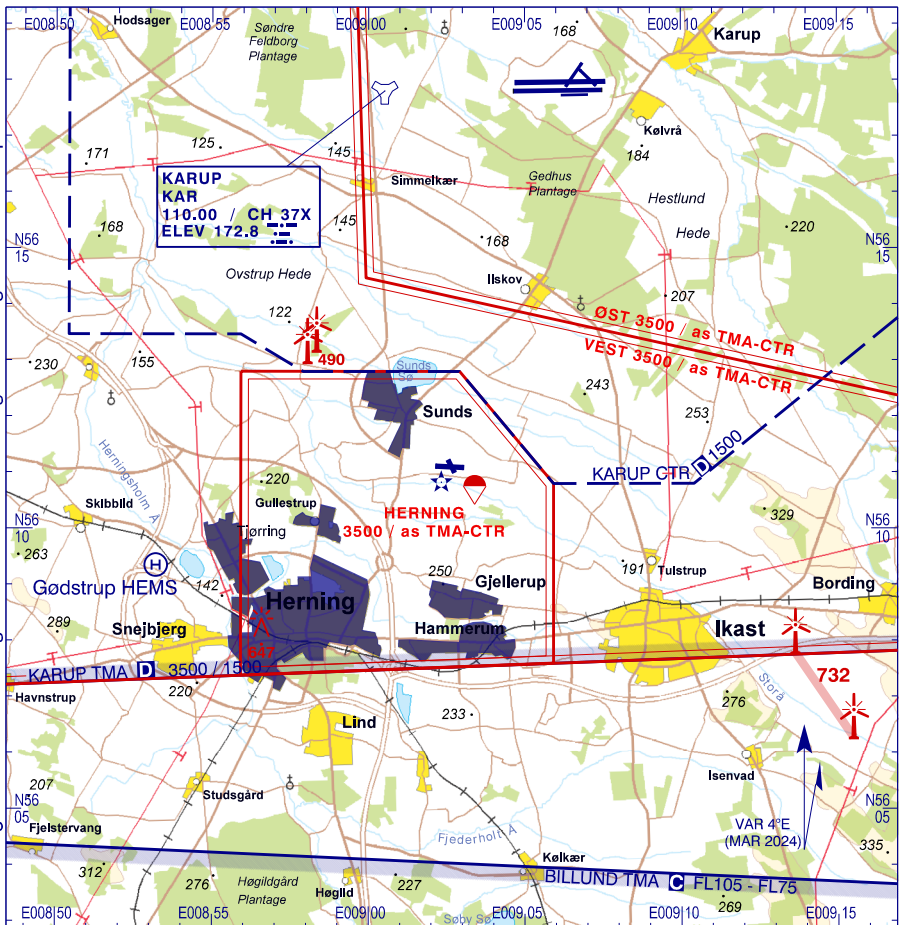 E008 50
E008 55
E009 00
E009 05
E009 10
E009 15
Hodsager
Søndre
Feldborg
Plantage
168
Karup
Kølvrå
184
171
125
145
KARUP
KAR
110.00 / CH 37X
ELEV 172.8
Simmelkær
Gedhus
Plantage
Hestlund
Hede
168
145
168
220
N56
15
N56
15
Ovstrup Hede
Ilskov
207
122
490
ØST 3500 / as TMA-CTR
VEST 3500 / as TMA-CTR
230
155
Sunds
Sø
Sunds
243
253
Herningsholm Å
KARUP CTR D 1500
220
Gullestrup
Skibbild
Tjørring
HERNING
3500 / as TMA-CTR
329
N56
10
N56
10
263
H
Gødstrup HEMS
142
250
Gjellerup
191
Tulstrup
Bording
Herning
289
Snejbjerg
Hammerum
Ikast
647
KARUP TMA D 3500 / 1500
Havnstrup
220
732
Storå
276
Lind
233
207
Studsgård
Isenvad
N56
05
N56
05
VAR 4°E
(MAR 2024)
Fjelstervang
Fjederholt Å
335
312
276
Høgildgård
Plantage
Høgild
227
Kølkær
BILLUND TMA C FL105 - FL75
269
Søby Sø
E008 50
E008 55
E009 00
E009 05
E009 10
E009 15